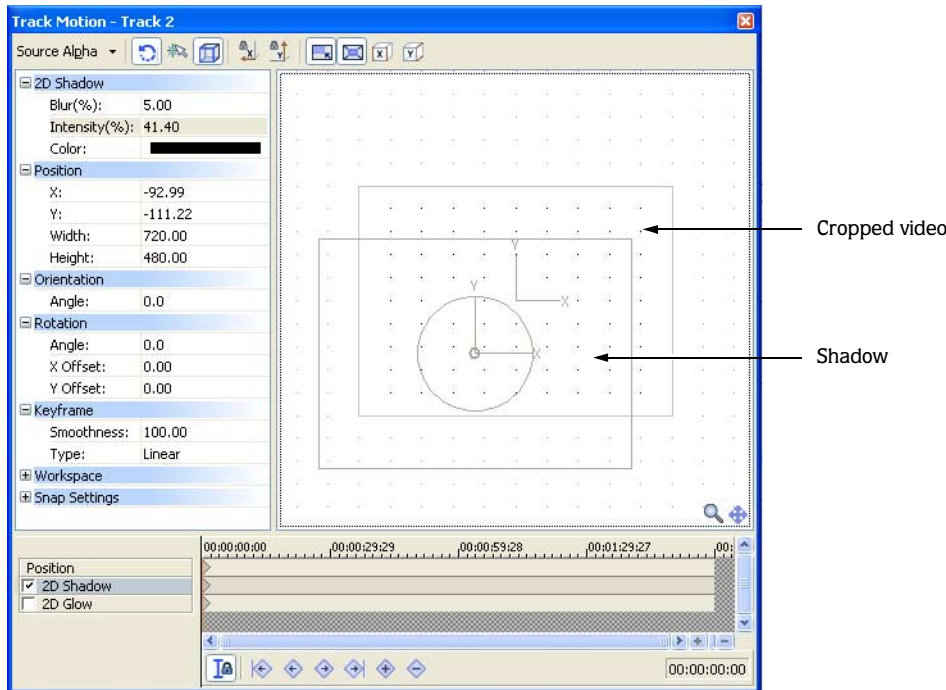 Track Motion - Track 2
Source Alpha
2D Shadow
Blur(%): 5.00
Intensity(%): 41.40
Color:
Position
X: -92.99
Y: -111.22
Width: 720.00
Height: 480.00
Orientation
Angle: 0.0
Rotation
Angle: 0.0
X Offset: 0.00
Y Offset: 0.00
Keyframe
Smoothness: 100.00
Type: Linear
Workspace
Snap Settings
Y
X
Y
X
Cropped video
Shadow
00:00:00:00 00:00:29:29 00:00:59:28 00:01:29:27 00:
Position
2D Shadow
2D Glow
00:00:00:00